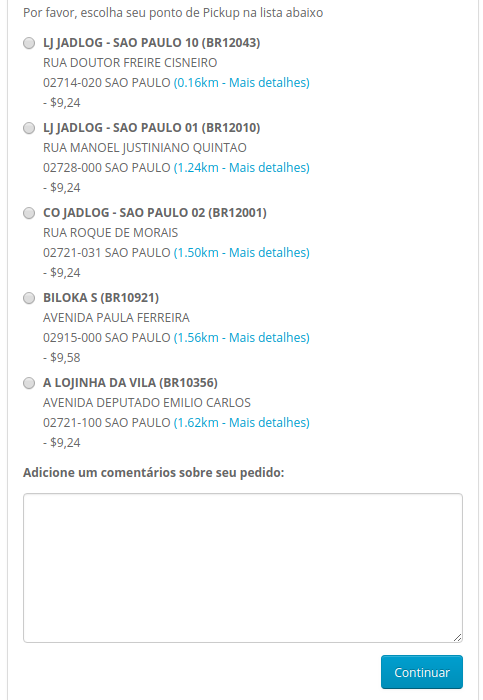 Por favor, escolha seu ponto de Pickup na lista abaixo
LJ JADLOG - SAO PAULO 10 (BR12043)
RUA DOUTOR FREIRE CISNEIRO
02714-020 SAO PAULO (0.16km - Mais detalhes)
- $9,24
LJ JADLOG - SAO PAULO 01 (BR12010)
RUA MANOEL JUSTINIANO QUINTAO
02728-000 SAO PAULO (1.24km - Mais detalhes)
- $9,24
CO JADLOG - SAO PAULO 02 (BR12001)
RUA ROQUE DE MORAIS
02721-031 SAO PAULO (1.50km - Mais detalhes)
- $9,24
BILOKA S (BR10921)
AVENIDA PAULA FERREIRA
02915-000 SAO PAULO (1.56km - Mais detalhes)
- $9,58
A LOJINHA DA VILA (BR10356)
AVENIDA DEPUTADO EMILIO CARLOS
02721-100 SAO PAULO (1.62km - Mais detalhes)
- $9,24
Adicione um comentários sobre seu pedido:
Continuar